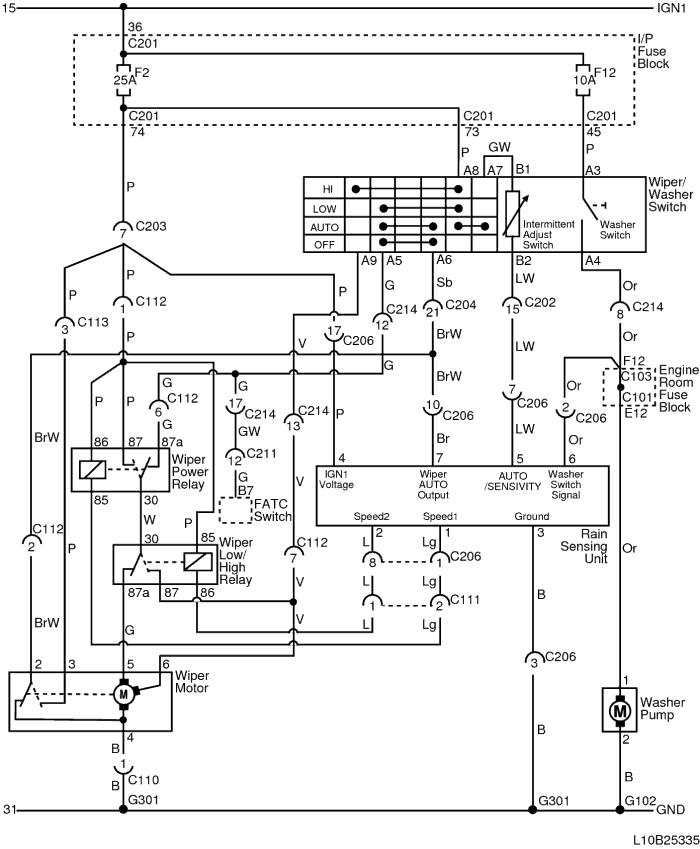 15 IGN1
36
C201
I/P
Fuse
Block
F2
25A
F12
10A
C201 C201 C201
74 73 45
P GW P
A8 A7 B1 A3
P
HI
LOW
AUTO
OFF
Intermittent
Adjust
Switch
Washer
Switch
Wiper/
Washer
Switch
7 C203
A9 A5 A6 B2 A4
P P P G Sb LW Or
3 C113
1 C112
17 C206
12 C214
21 C204
15 C202
8 C214
P V BrW LW Or
F12
C103
C101
E12
Engine
Room
Fuse
Block
G G G BrW Or
P P
6 C112
17 C214
13 C214
P
10 C206
7 C206
2 C206
G GW Br LW Or
BrW
86 87 87a
Wiper
Power
Relay
12 C211
G
B7
FATC
Switch
V
4 7 5 6
IGN1
Voltage
Wiper
AUTO
Output
AUTO
/SENSIVITY
Washer
Switch
Signal
Speed2 Speed1 Ground
Rain
Sensing
Unit
85 30
W P
2 1 3
2 C112
P
30 85
Wiper
Low/
High
Relay
7 C112
L Lg
8 1 C206
L Lg
Or
87a 87 86
V
1 2 C111
B
BrW G V L Lg
2 3 5 6
Wiper
Motor
M
4
3 C206
1
M
Washer
Pump
2
B
1 C110
B
B B
G301 G301 G102
31 GND
L10B25335